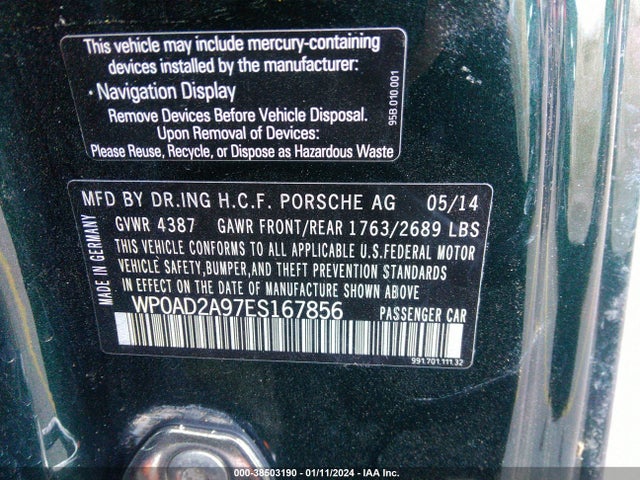 This vehicle may include mercury-containing
devices installed by the manufacturer:
· Navigation Display
Remove Devices Before Vehicle Disposal.
Upon Removal of Devices:
Please Reuse, Recycle, or Dispose as Hazardous Waste
95B.010.001
MFD BY DR.ING H.C.F. PORSCHE AG 05/14
GVWR 4387 GAWR FRONT/REAR 1763/2689 LBS
THIS VEHICLE CONFORMS TO ALL APPLICABLE U.S.FEDERAL MOTOR
VEHICLE SAFETY,BUMPER,AND THEFT PREVENTION STANDARDS
IN EFFECT ON THE DATE OF MANUFACTURE SHOWN ABOVE
WP0AD2A97ES167856 PASSENGER CAR
MADE IN GERMANY
991.701.111.32
000-38503190 - 01/11/2024 - IAA Inc.